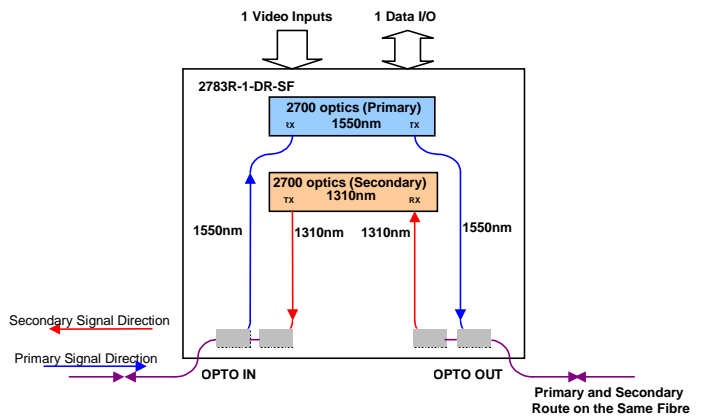 1 Video Inputs
1 Data I/O
2783R-1-DR-SF
2700 optics (Primary)
RX
1550nm
TX
2700 optics (Secondary)
1310nm
TX
RX
1550nm
1310nm
1310nm
1550nm
Secondary Signal Direction
Primary Signal Direction
OPTO IN
OPTO OUT
Primary and Secondary
Route on the Same Fibre